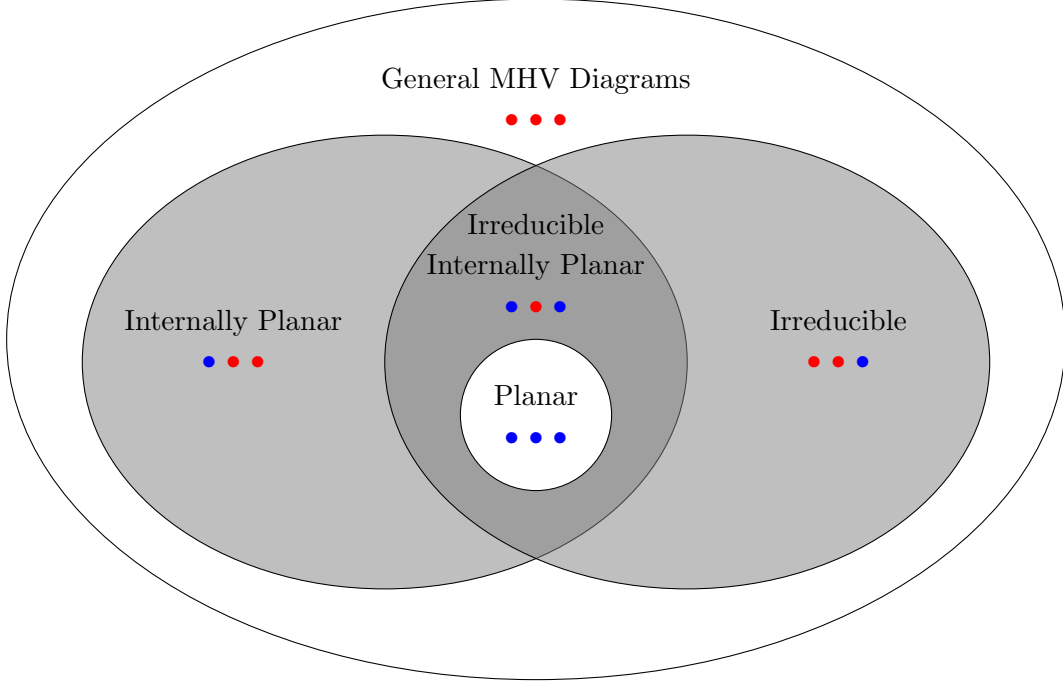 General MHV Diagrams
Irreducible
Internally Planar
Internally Planar
Irreducible
Planar